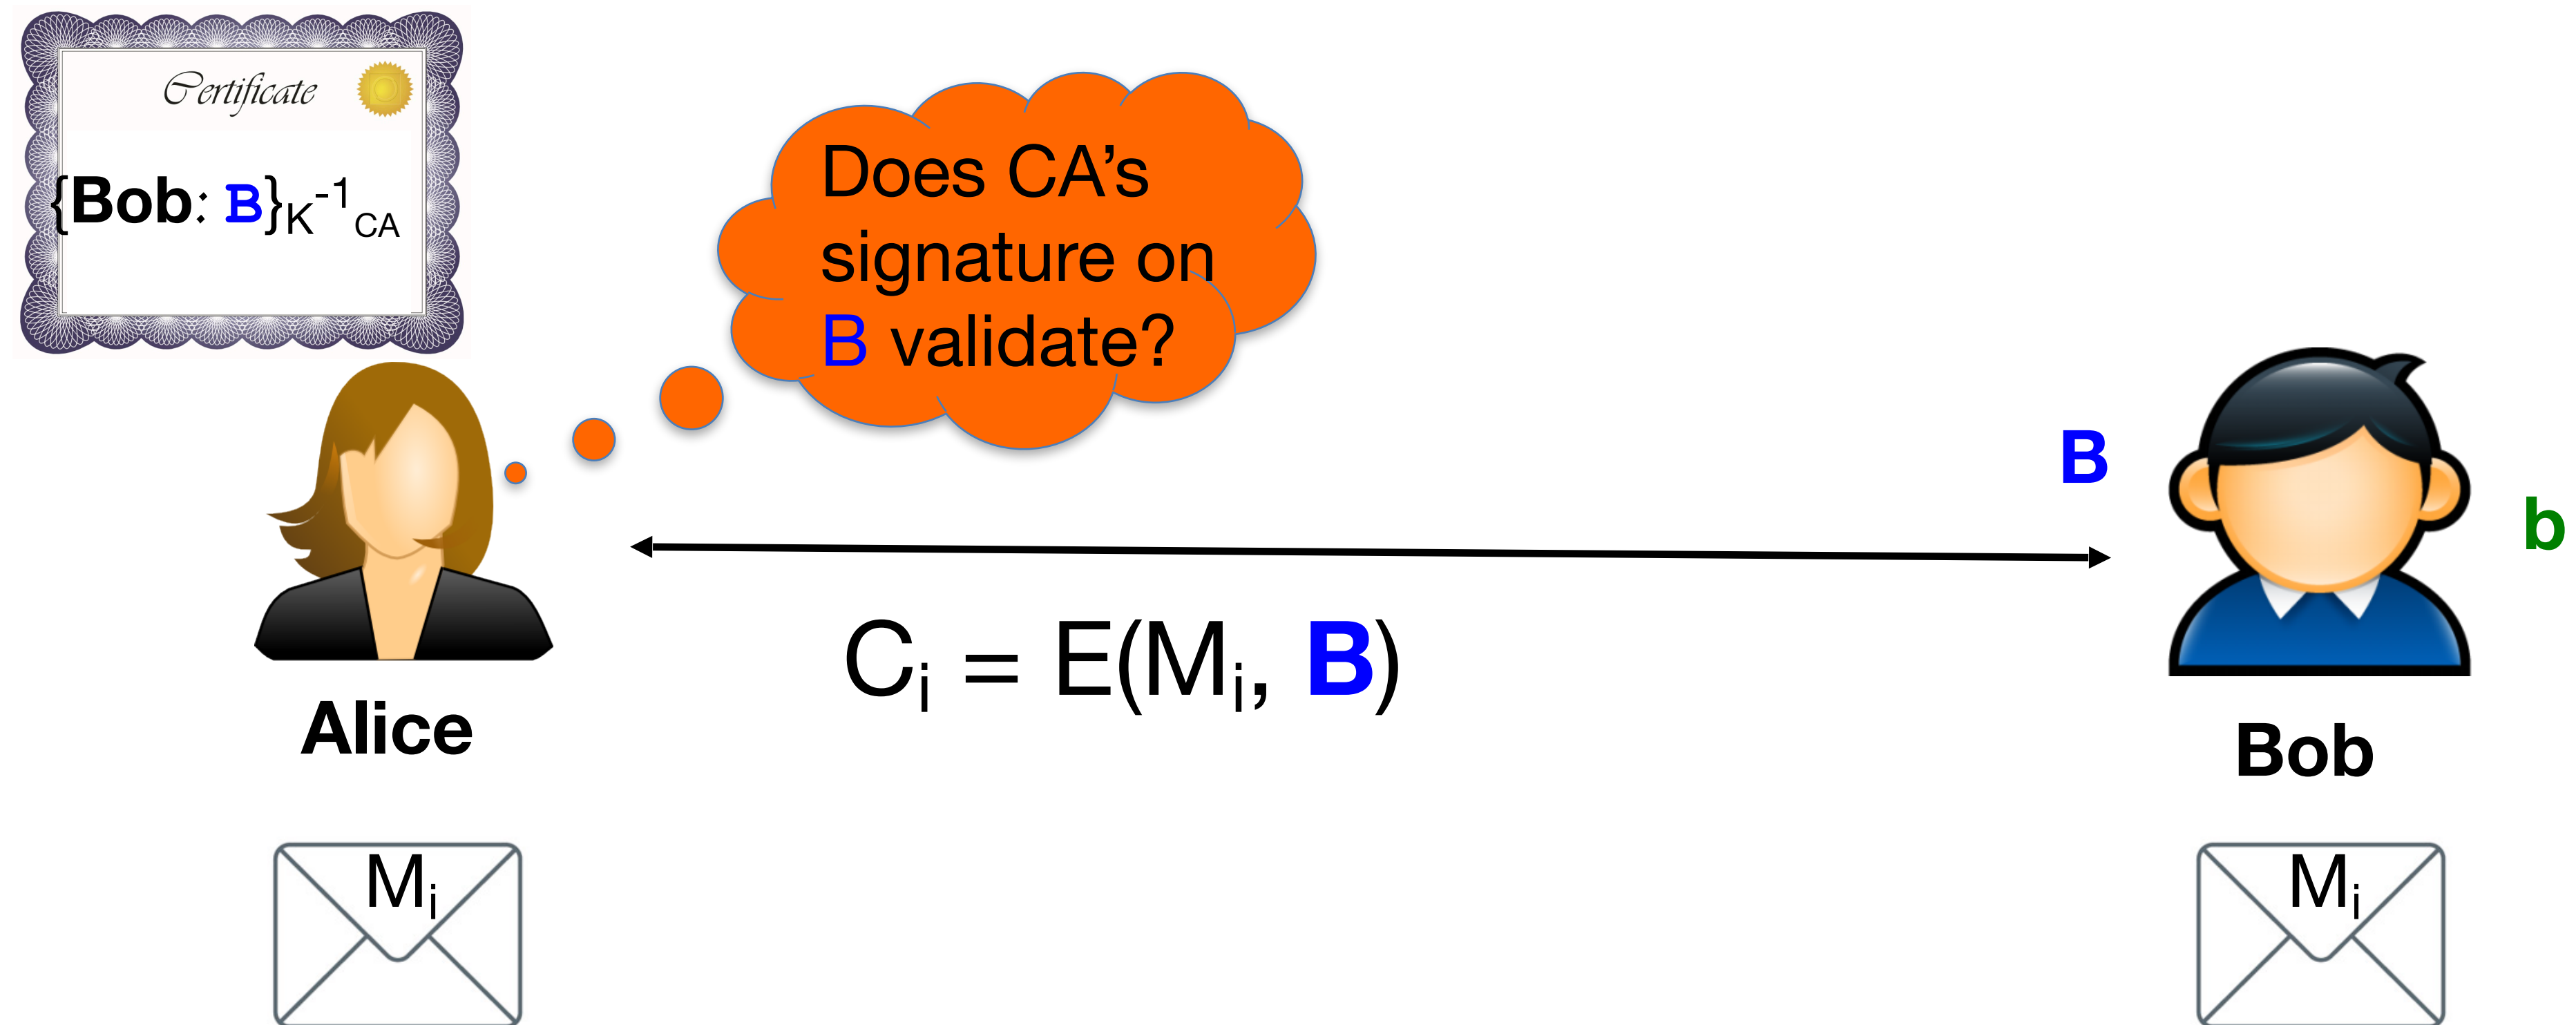 Certificate
{Bob: B}K⁻¹CA
Does CA’s
signature on
B validate?
B
b
Cᵢ = E(Mᵢ, B)
Alice
Bob
Mᵢ
Mᵢ